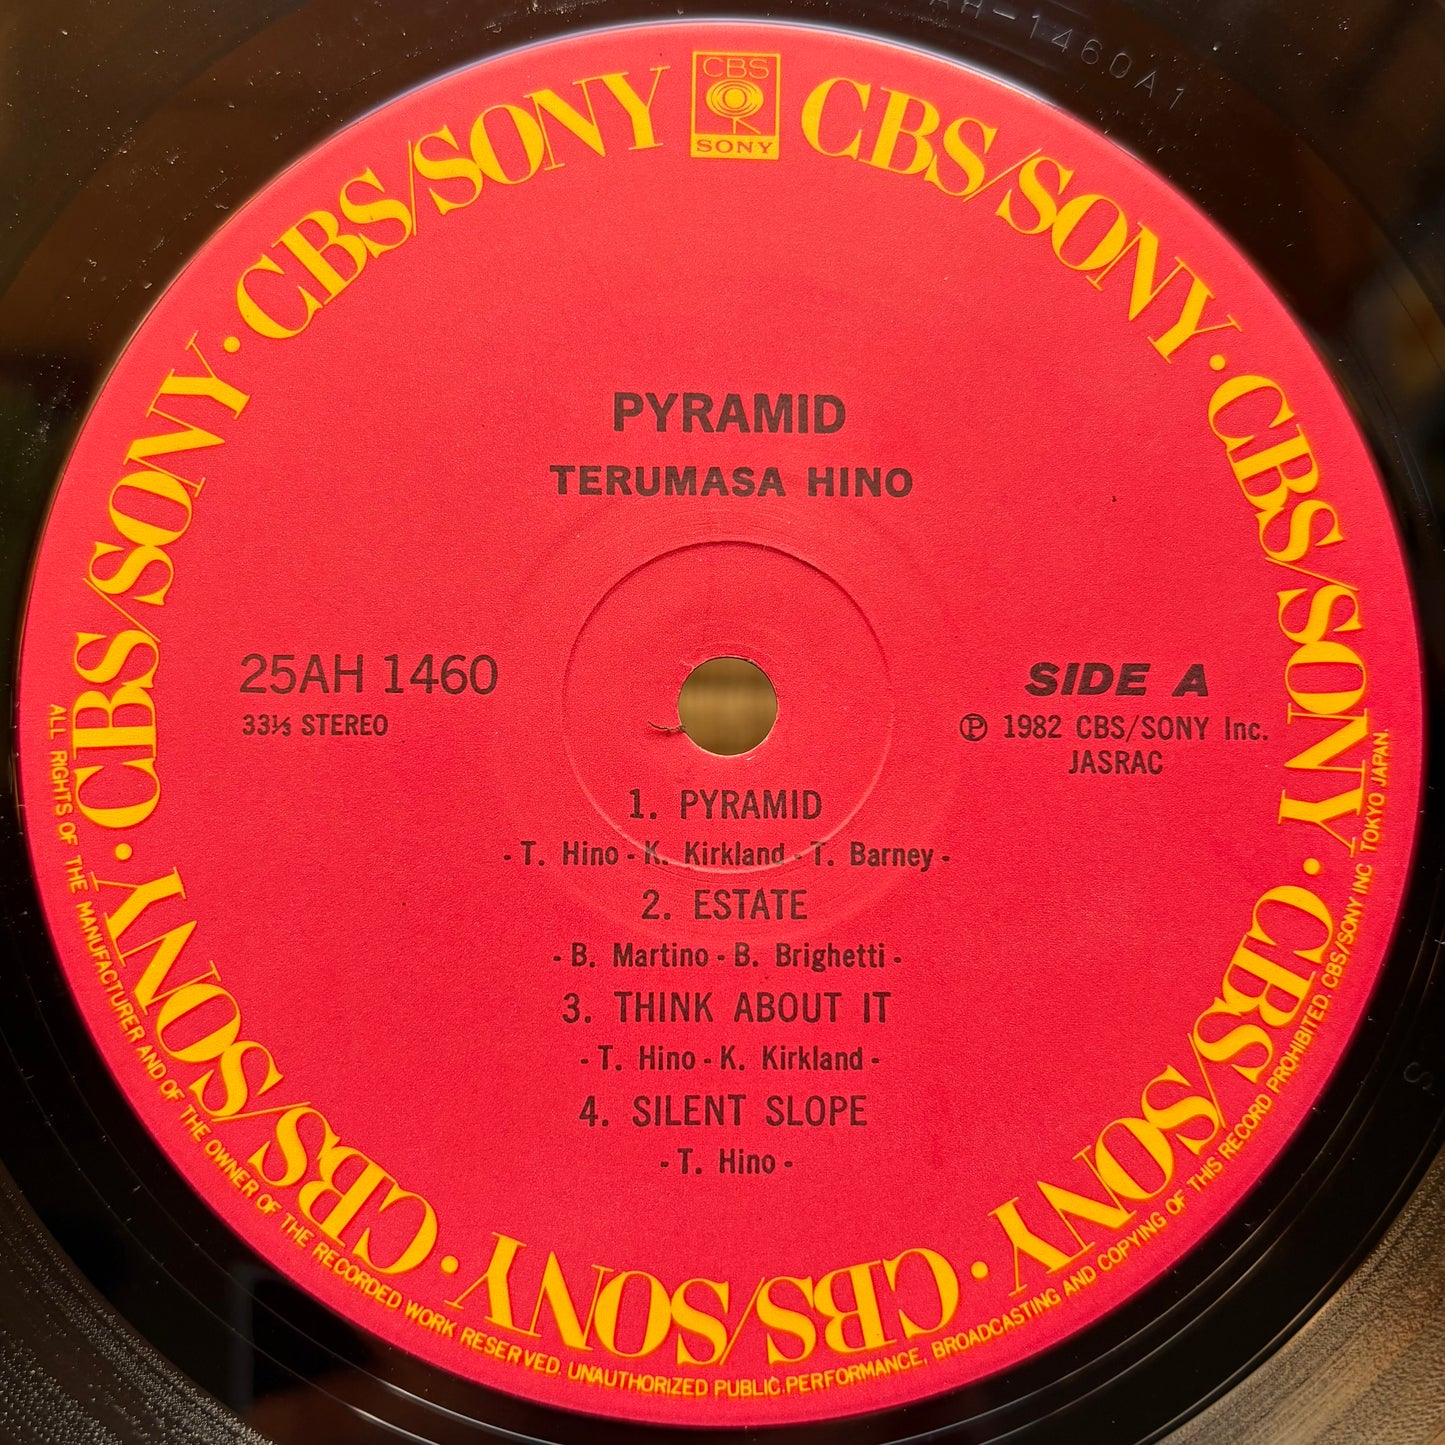 AH-1460A1
CBS
SONY
CBS/SONY · CBS/SONY · CBS/SONY · CBS/SONY · CBS/SONY · CBS/SONY · CBS/SONY · CBS/SONY
PYRAMID
TERUMASA HINO
25AH 1460
33⅓ STEREO
SIDE A
Ⓟ 1982 CBS/SONY Inc.
JASRAC
1. PYRAMID
- T. Hino - K. Kirkland - T. Barney -
2. ESTATE
- B. Martino - B. Brighetti -
3. THINK ABOUT IT
- T. Hino - K. Kirkland -
4. SILENT SLOPE
- T. Hino -
ALL RIGHTS OF THE MANUFACTURER AND OF THE OWNER OF THE RECORDED WORK RESERVED. UNAUTHORIZED PUBLIC PERFORMANCE, BROADCASTING AND COPYING OF THIS RECORD PROHIBITED. CBS/SONY INC TOKYO JAPAN.